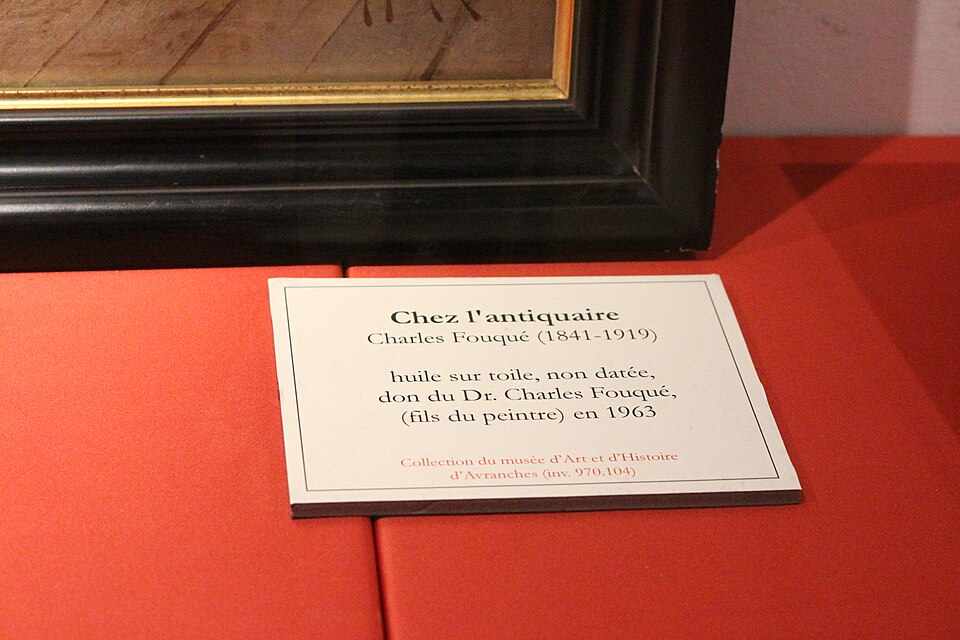 Chez l'antiquaire
Charles Fouqué (1841-1919)
huile sur toile, non datée,
don du Dr. Charles Fouqué,
(fils du peintre) en 1963
Collection du musée d'Art et d'Histoire
d'Avranches (inv. 970.104)